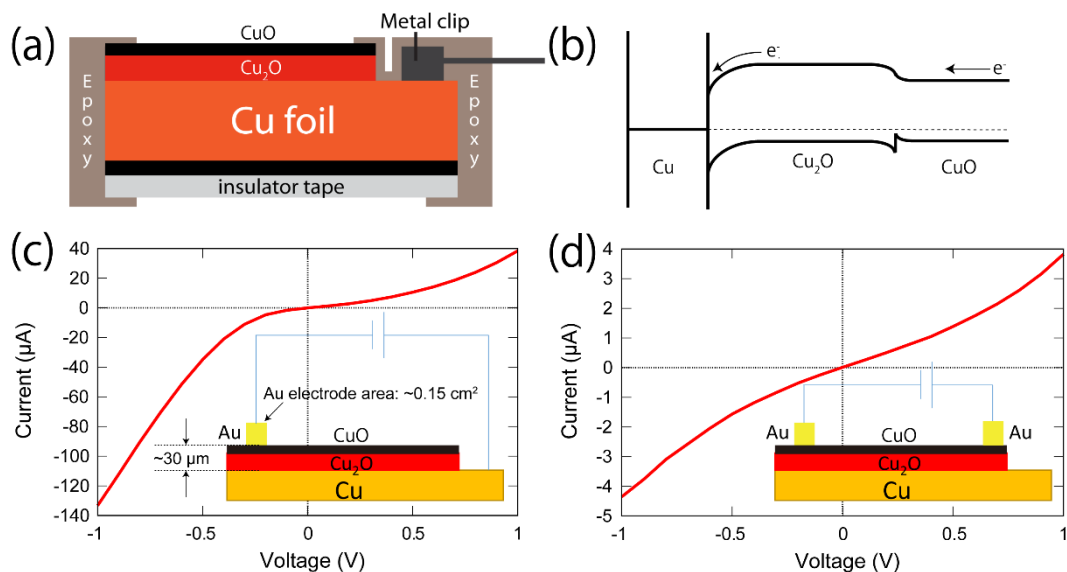 (a)
CuO
Metal clip
Cu₂O
Cu foil
insulator tape
Epoxy
Epoxy
(b)
e⁻
e⁻
Cu
Cu₂O
CuO
(c)
40
20
0
-20
-40
-60
-80
-100
-120
-140
Current (µA)
Au electrode area: ~0.15 cm²
Au
CuO
~30 µm
Cu₂O
Cu
-1
-0.5
0
0.5
1
Voltage (V)
(d)
4
3
2
1
0
-1
-2
-3
-4
-5
Current (µA)
Au
CuO
Au
Cu₂O
Cu
-1
-0.5
0
0.5
1
Voltage (V)